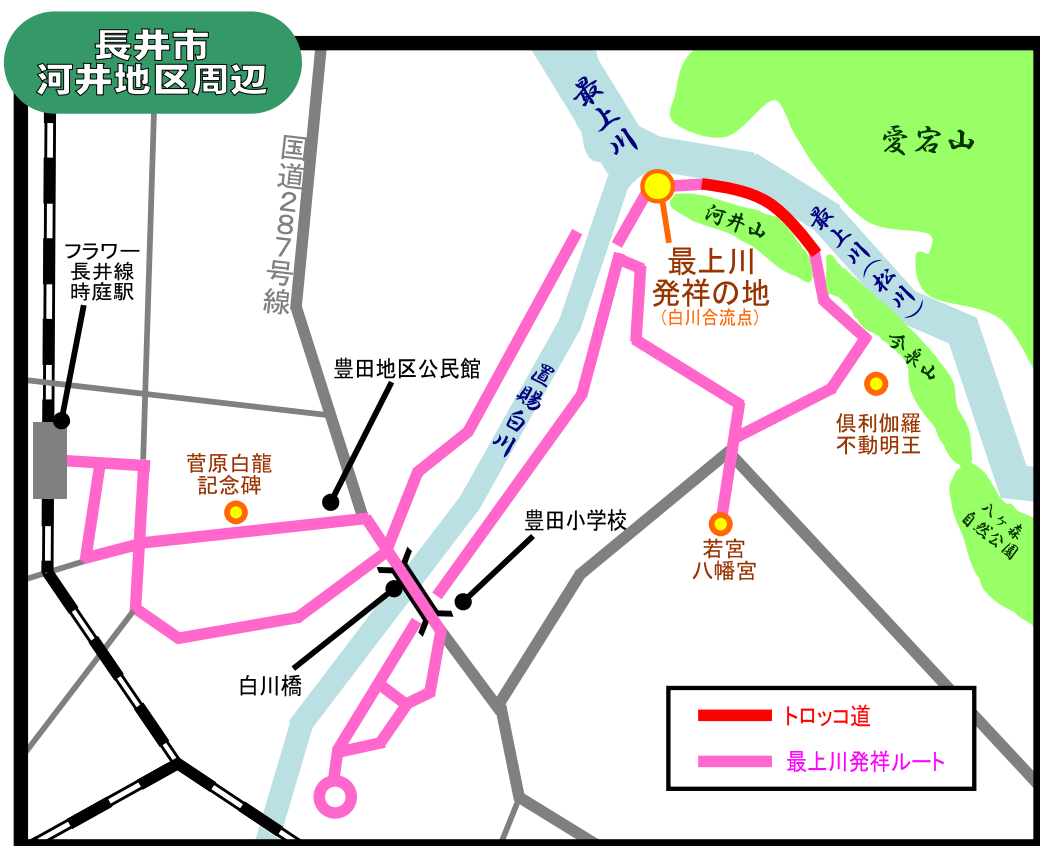 長井市
河井地区周辺
国道287号線
最上川
愛宕山
河井山
最上川(松川)
フラワー
長井線
時庭駅
最上川
発祥の地
(白川合流点)
今泉山
豊田地区公民館
置賜白川
倶利伽羅
不動明王
菅原白龍
記念碑
豊田小学校
八ヶ森
自然公園
若宮
八幡宮
白川橋
トロッコ道
最上川発祥ルート